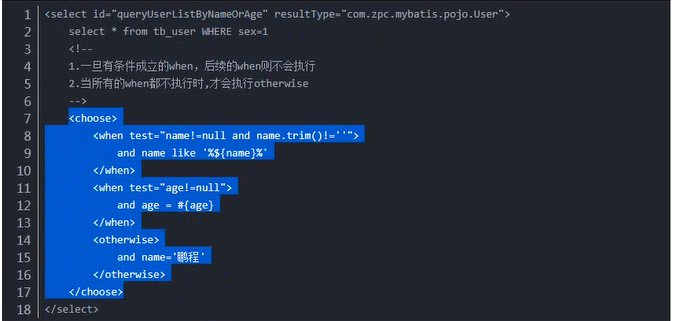 1 <select id="queryUserListByNameOrAge" resultType="com.zpc.mybatis.pojo.User">
2 select * from tb_user WHERE sex=1
3 <!--
4 1.一旦有条件成立的when，后续的when则不会执行
5 2.当所有的when都不执行时,才会执行otherwise
6 -->
7 <choose>
8 <when test="name!=null and name.trim()!=''">
9 and name like '%${name}%'
10 </when>
11 <when test="age!=null">
12 and age = #{age}
13 </when>
14 <otherwise>
15 and name='鹏程'
16 </otherwise>
17 </choose>
18 </select>